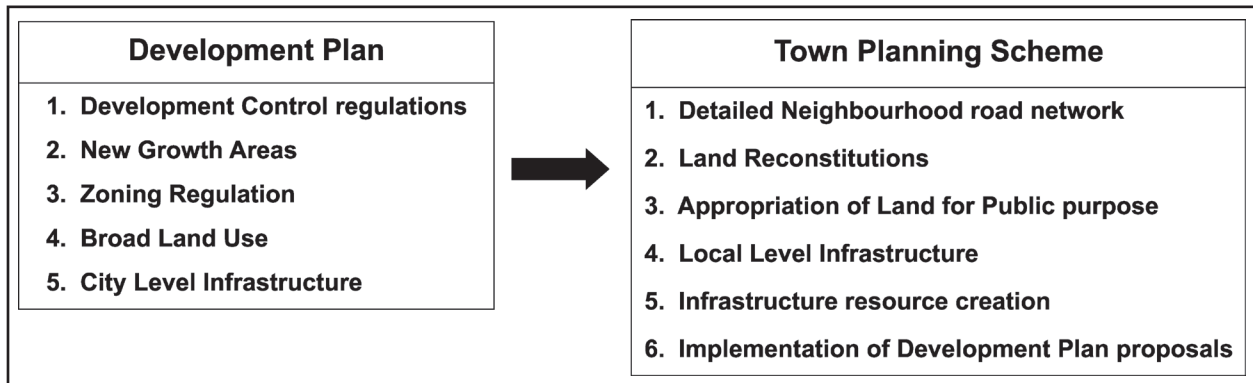 Development Plan
1. Development Control regulations
2. New Growth Areas
3. Zoning Regulation
4. Broad Land Use
5. City Level Infrastructure
Town Planning Scheme
1. Detailed Neighbourhood road network
2. Land Reconstitutions
3. Appropriation of Land for Public purpose
4. Local Level Infrastructure
5. Infrastructure resource creation
6. Implementation of Development Plan proposals